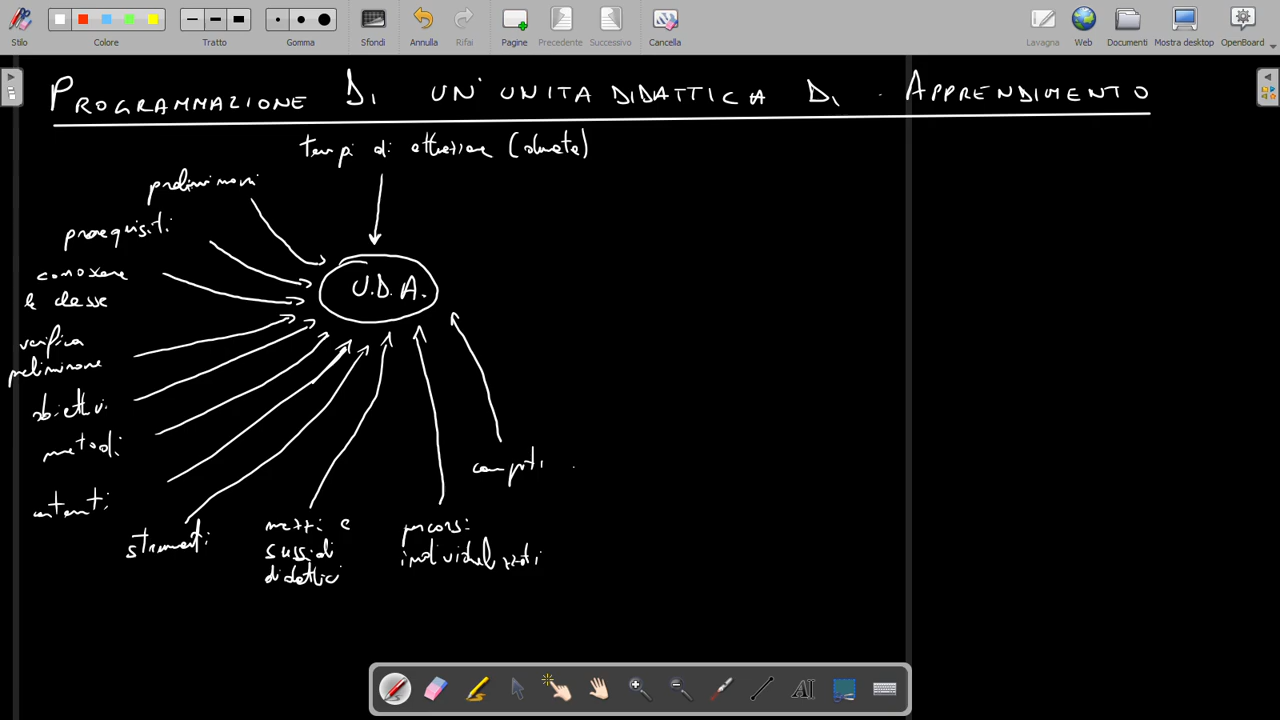 Stilo
Colore
Tratto
Gomma
Sfondi
Annulla
Rifai
Pagine
Precedente
Successivo
Cancella
Lavagna
Web
Documenti
Mostra desktop
OpenBoard
PROGRAMMAZIONE DI UN'UNITA DIDATTICA DI APPRENDIMENTO
tempi di attuazione (durata)
preliminari
prerequisiti
conoscere
la classe
verifica
preliminare
obiettivi
metodi
contenuti
strumenti
mezzi e
sussidi
didattici
percorsi
individualizzati
compiti
U.D.A.